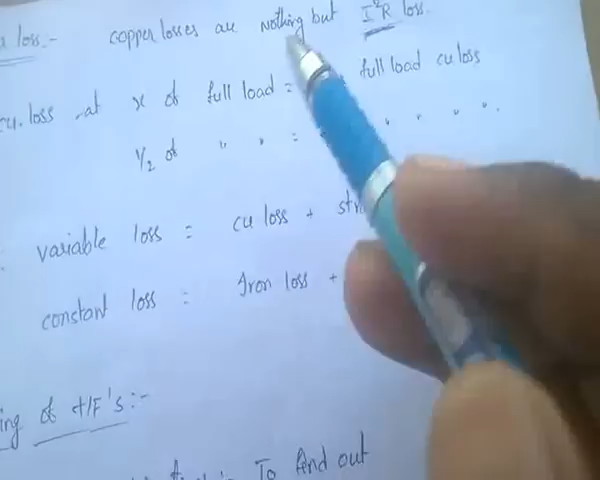 loss:- copper losses are nothing but I²R loss.
cu. loss at x of full load = full load cu loss
1/2 of " " = " " " ".
variable loss = cu loss +
constant loss = Iron loss +
of t/F's:-
To find out